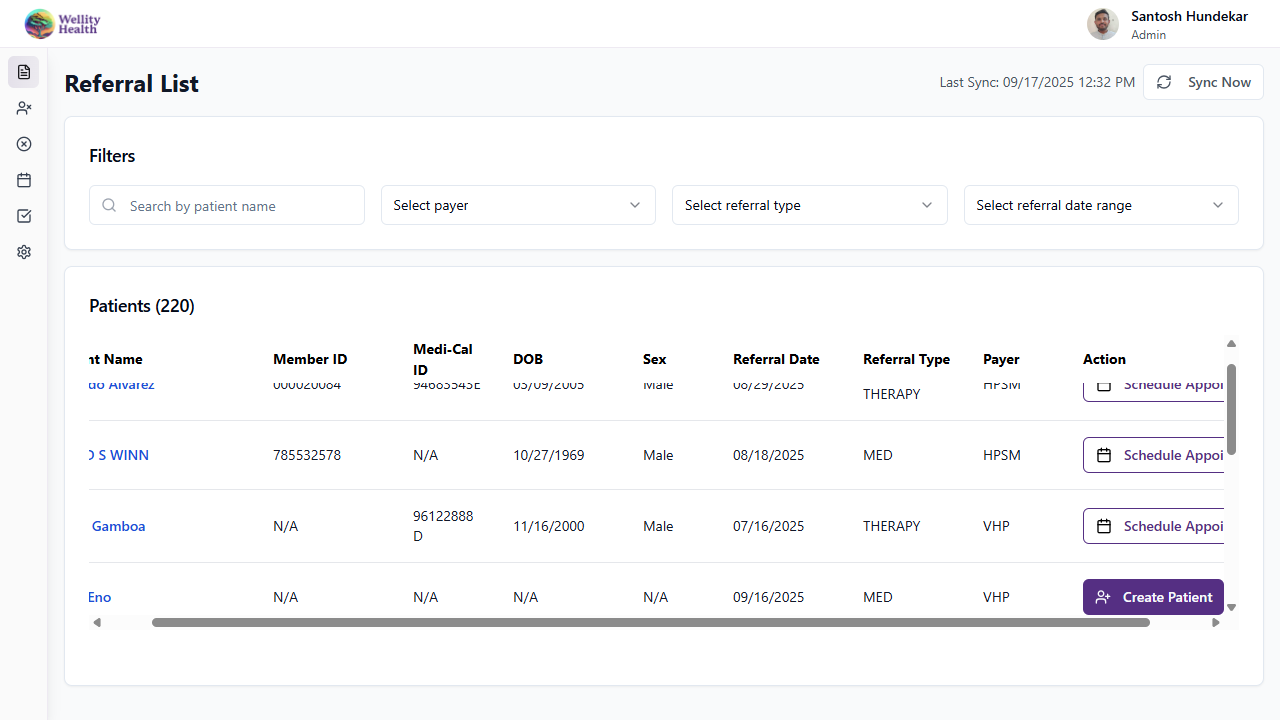 Wellity
Health
Santosh Hundekar
Admin
Referral List
Last Sync: 09/17/2025 12:32 PM
Sync Now
Filters
Search by patient name
Select payer
Select referral type
Select referral date range
Patients (220)
nt Name Member ID Medi-Cal ID DOB Sex Referral Date Referral Type Payer Action
do Alvarez 000020084 94683543E 05/09/2005 Male 08/29/2025 THERAPY HPSM Schedule Appoi
D S WINN 785532578 N/A 10/27/1969 Male 08/18/2025 MED HPSM Schedule Appoi
Gamboa N/A 96122888D 11/16/2000 Male 07/16/2025 THERAPY VHP Schedule Appoi
Eno N/A N/A N/A N/A 09/16/2025 MED VHP Create Patient